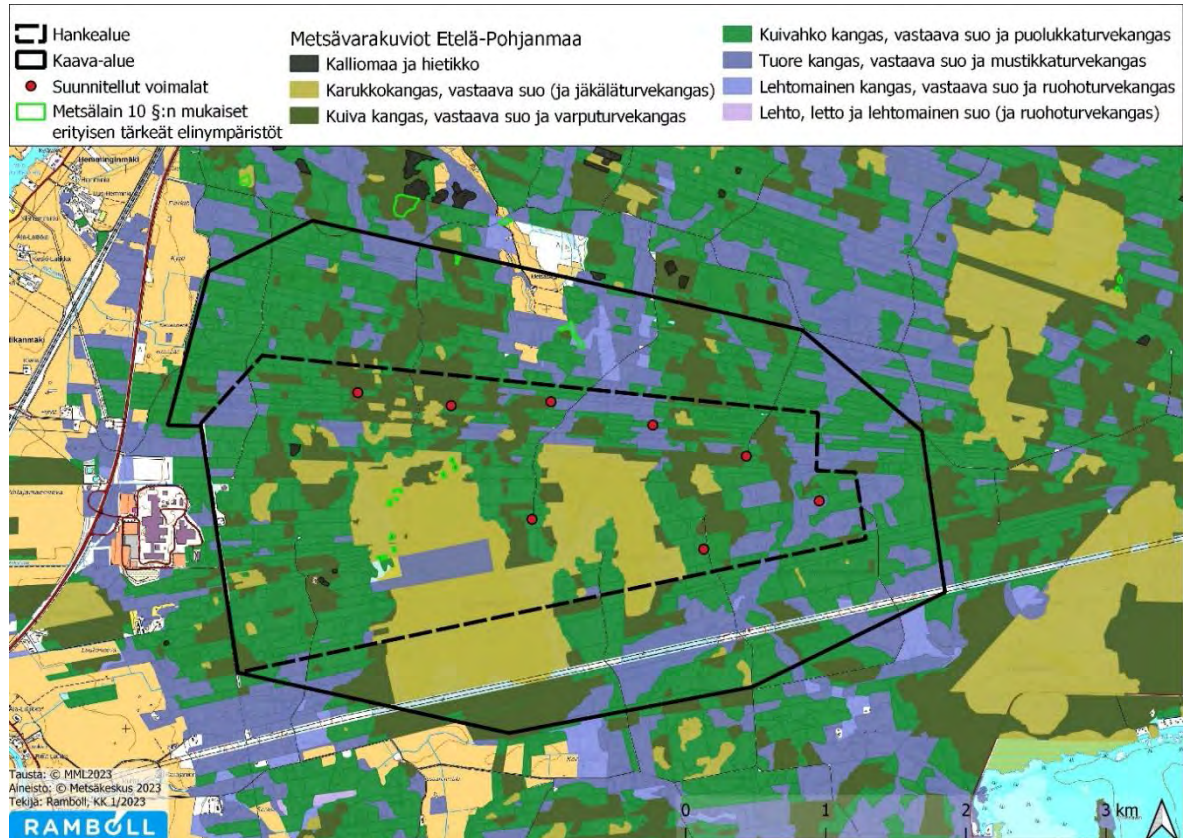 Hankealue
Kaava-alue
Suunnitellut voimalat
Metsälain 10 §:n mukaiset
erityisen tärkeät elinympäristöt
Metsävarakuviot Etelä-Pohjanmaa
Kalliomaa ja hietikko
Karukkokangas, vastaava suo (ja jäkäläturvekangas)
Kuiva kangas, vastaava suo ja varputurvekangas
Kuivahko kangas, vastaava suo ja puolukkaturvekangas
Tuore kangas, vastaava suo ja mustikkaturvekangas
Lehtomainen kangas, vastaava suo ja ruohoturvekangas
Lehto, letto ja lehtomainen suo (ja ruohoturvekangas)
Hemminginmäki
Tausta: © MML2023
Aineisto: © Metsäkeskus 2023
Tekijä: Ramboll, KK 1/2023
RAMBOLL
0 1 2 3 km